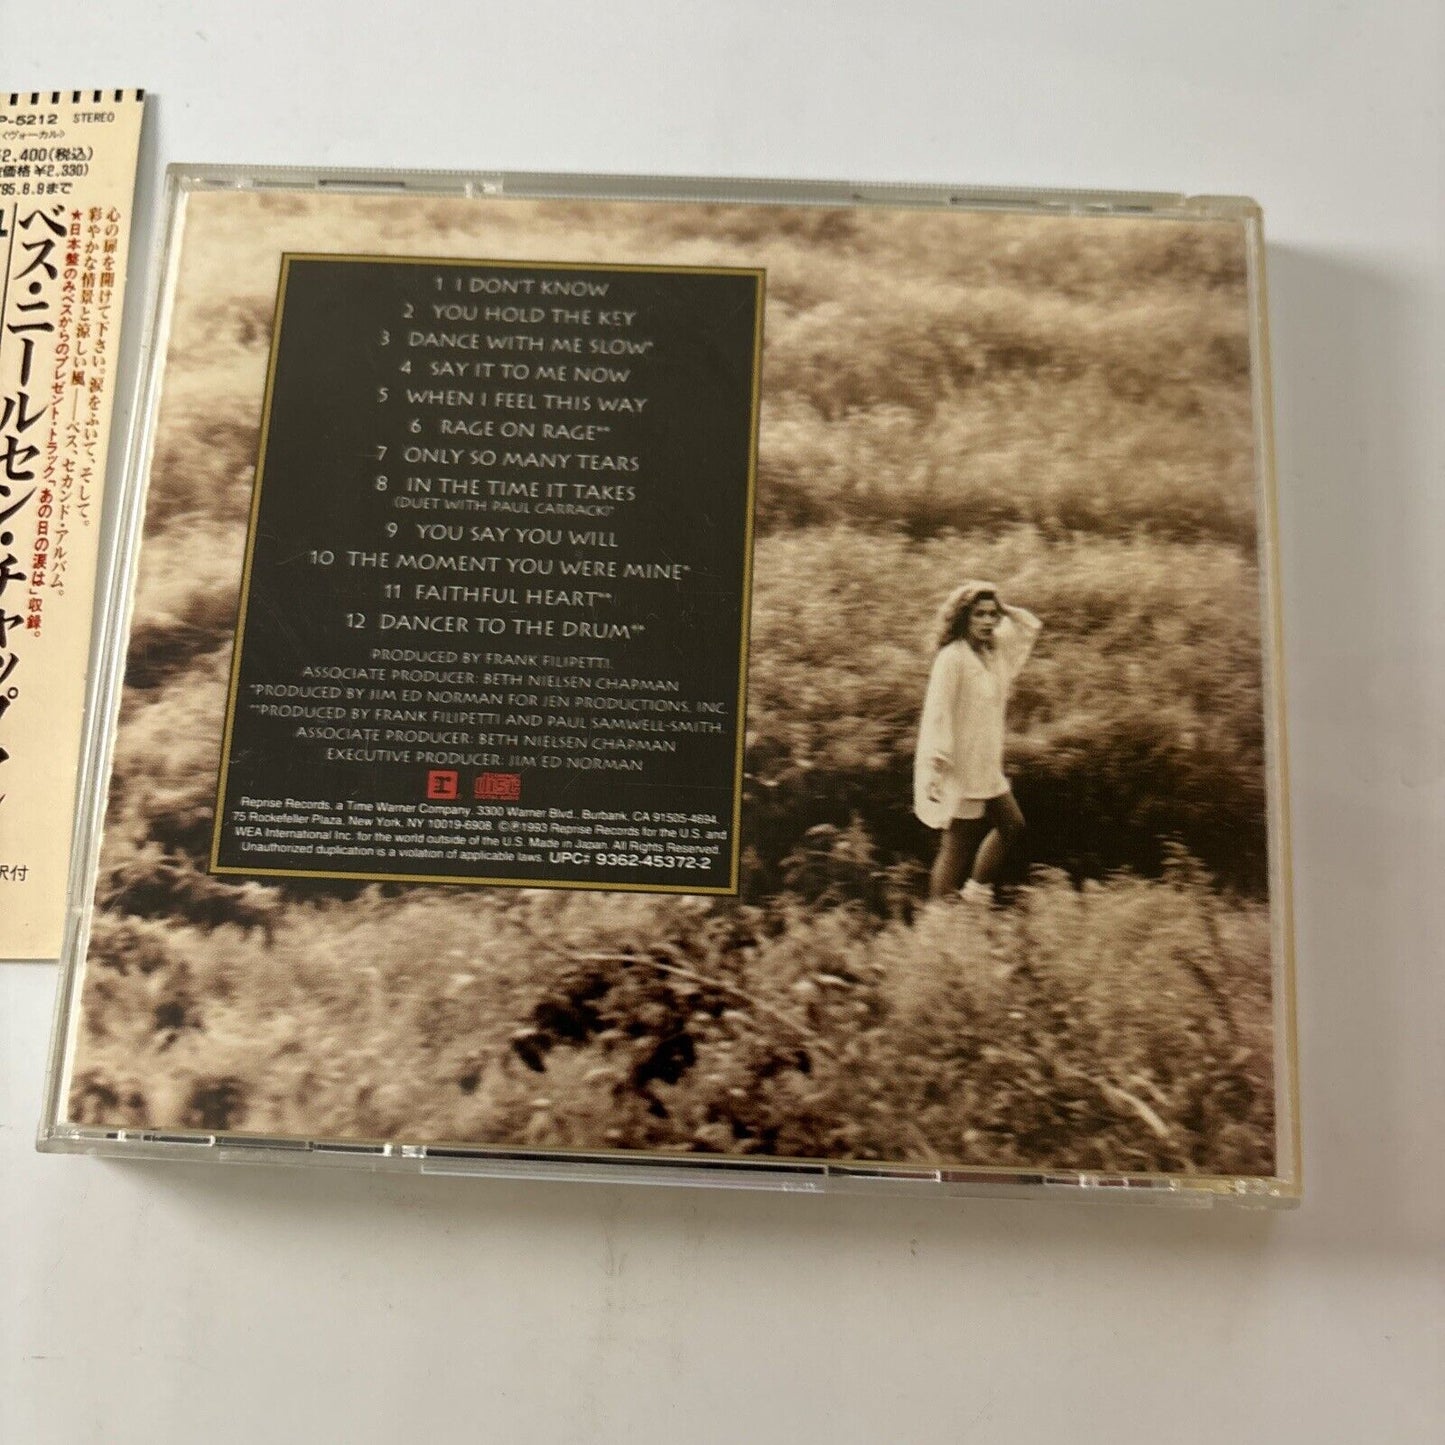 P-5212 STEREO
〈ヴォーカル〉
2,400(税込)
価格¥2,330)
'95.8.9まで
心の扉を開けて下さい。涙をふいて、そして。
彩やかな情景と涼しい風——ベス、セカンド・アルバム。
★日本盤のみベスからのプレゼント・トラック「あの日の涙は」収録。
ベス・ニールセン・チャップマン
訳付
1 I DON'T KNOW
2 YOU HOLD THE KEY
3 DANCE WITH ME SLOW*
4 SAY IT TO ME NOW
5 WHEN I FEEL THIS WAY
6 RAGE ON RAGE**
7 ONLY SO MANY TEARS
8 IN THE TIME IT TAKES
(DUET WITH PAUL CARRACK)*
9 YOU SAY YOU WILL
10 THE MOMENT YOU WERE MINE*
11 FAITHFUL HEART**
12 DANCER TO THE DRUM**
PRODUCED BY FRANK FILIPETTI.
ASSOCIATE PRODUCER: BETH NIELSEN CHAPMAN
*PRODUCED BY JIM ED NORMAN FOR JEN PRODUCTIONS, INC.
**PRODUCED BY FRANK FILIPETTI AND PAUL SAMWELL-SMITH.
ASSOCIATE PRODUCER: BETH NIELSEN CHAPMAN
EXECUTIVE PRODUCER: JIM ED NORMAN
r disc
DIGITAL AUDIO
Reprise Records, a Time Warner Company, 3300 Warner Blvd., Burbank, CA 91505-4694.
75 Rockefeller Plaza, New York, NY 10019-6908. ©℗1993 Reprise Records for the U.S. and
WEA International Inc. for the world outside of the U.S. Made in Japan. All Rights Reserved.
Unauthorized duplication is a violation of applicable laws. UPC# 9362-45372-2